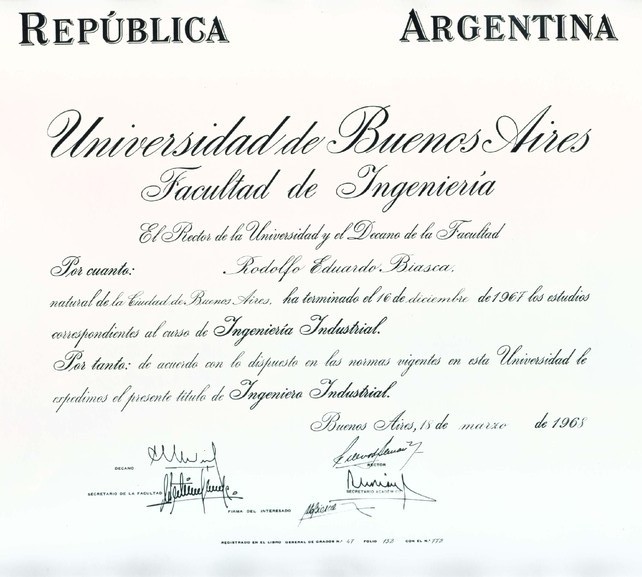 REPÚBLICA ARGENTINA
Universidad de Buenos Aires
Facultad de Ingeniería
El Rector de la Universidad y el Decano de la Facultad
Por cuanto: Rodolfo Eduardo Biasca.
natural de la Ciudad de Buenos Aires, ha terminado el 16 de diciembre de 1967 los estudios
correspondientes al curso de Ingeniería Industrial.
Por tanto: de acuerdo con lo dispuesto en las normas vigentes en esta Universidad le
expedimos el presente título de Ingeniero Industrial.
Buenos Aires, 18 de marzo de 1968
DECANO
RECTOR
SECRETARIO DE LA FACULTAD
SECRETARIO
FIRMA DEL INTERESADO
REGISTRADO EN EL LIBRO GENERAL DE GRADOS N.º FOLIO CON EL N.º